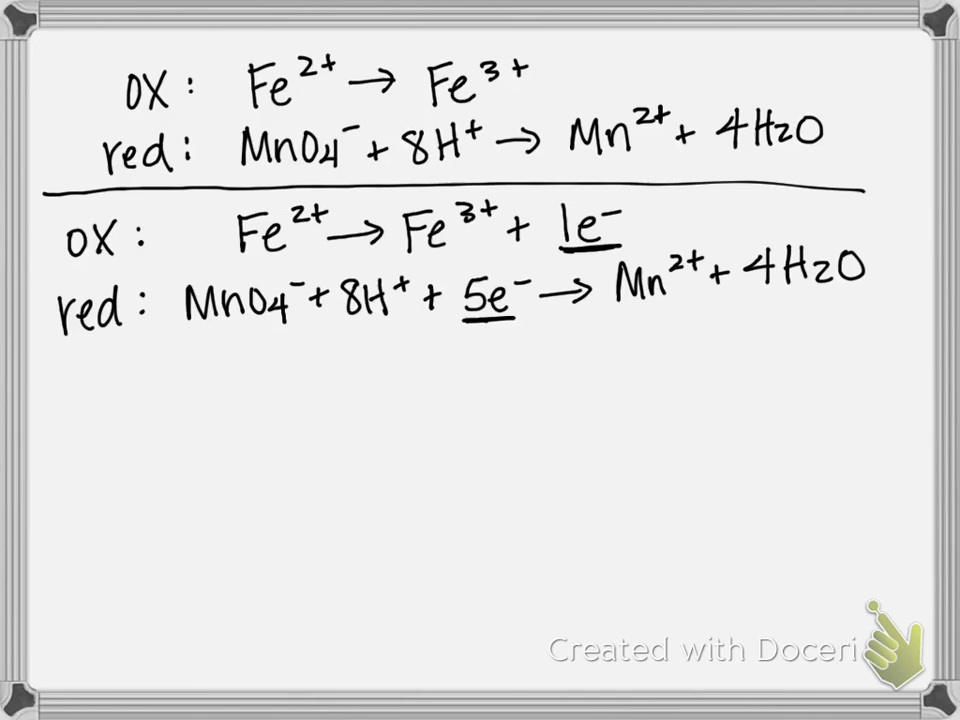 ox: Fe²⁺ → Fe³⁺
red: MnO₄⁻ + 8H⁺ → Mn²⁺ + 4H₂O
ox: Fe²⁺ → Fe³⁺ + 1e⁻
red: MnO₄⁻ + 8H⁺ + 5e⁻ → Mn²⁺ + 4H₂O
Created with Doceri